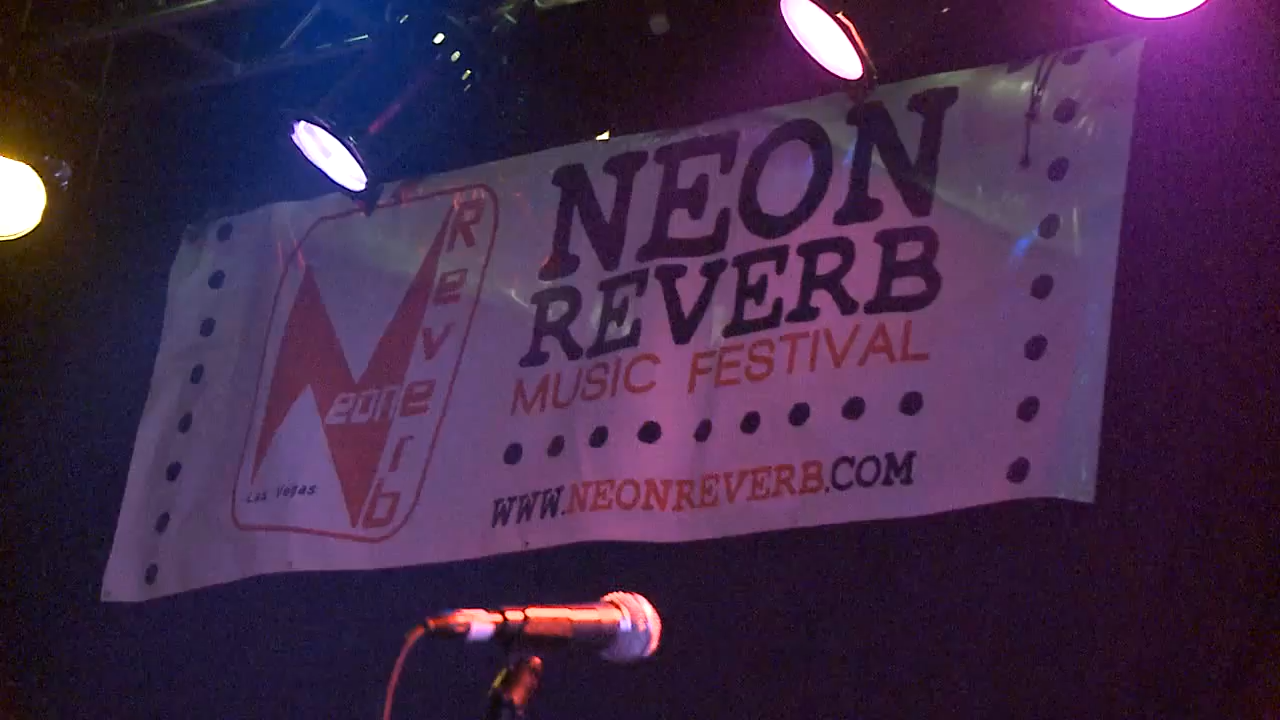 Reverb
Neon
Las Vegas
NEON
REVERB
MUSIC FESTIVAL
WWW.NEONREVERB.COM